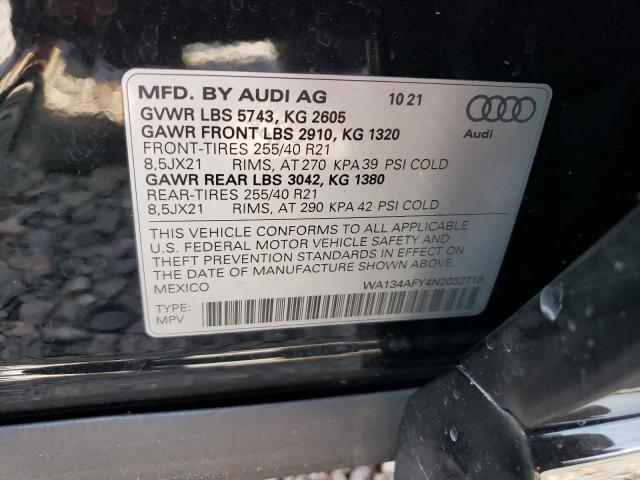 MFD. BY AUDI AG 10 21
GVWR LBS 5743, KG 2605
GAWR FRONT LBS 2910, KG 1320
FRONT-TIRES 255/40 R21
8,5JX21 RIMS, AT 270 KPA 39 PSI COLD
GAWR REAR LBS 3042, KG 1380
REAR-TIRES 255/40 R21
8,5JX21 RIMS, AT 290 KPA 42 PSI COLD
Audi
THIS VEHICLE CONFORMS TO ALL APPLICABLE
U.S. FEDERAL MOTOR VEHICLE SAFETY AND
THEFT PREVENTION STANDARDS IN EFFECT ON
THE DATE OF MANUFACTURE SHOWN ABOVE.
MEXICO WA134AFY4N2032718
TYPE:
MPV